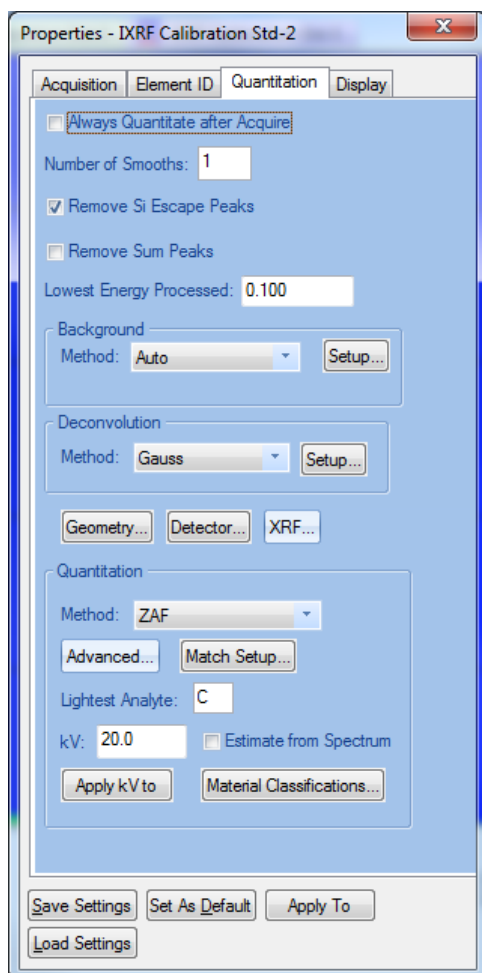 Properties - IXRF Calibration Std-2
Acquisition Element ID Quantitation Display
Always Quantitate after Acquire
Number of Smooths: 1
Remove Si Escape Peaks
Remove Sum Peaks
Lowest Energy Processed: 0.100
Background
Method: Auto Setup...
Deconvolution
Method: Gauss Setup...
Geometry... Detector... XRF...
Quantitation
Method: ZAF
Advanced... Match Setup...
Lightest Analyte: C
kV: 20.0 Estimate from Spectrum
Apply kV to Material Classifications...
Save Settings Set As Default Apply To
Load Settings